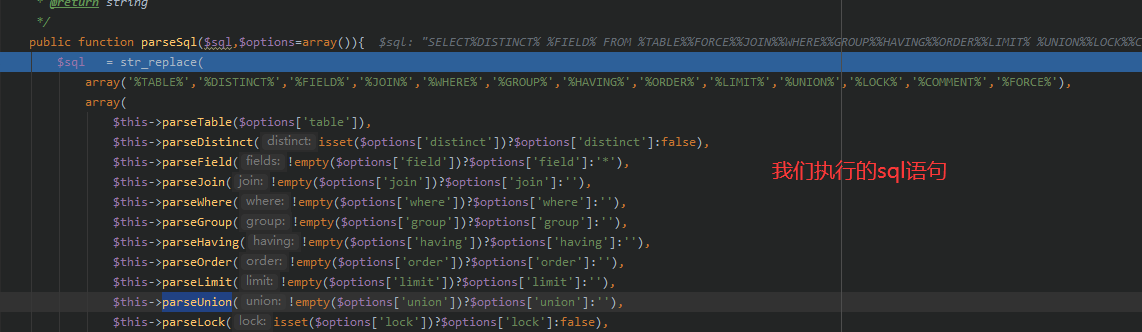 * @return string
*/
public function parseSql($sql,$options=array()){ $sql: "SELECT%DISTINCT% %FIELD% FROM %TABLE%%FORCE%%JOIN%%WHERE%%GROUP%%HAVING%%ORDER%%LIMIT% %UNION%%LOCK%%C
$sql = str_replace(
array('%TABLE%','%DISTINCT%','%FIELD%','%JOIN%','%WHERE%','%GROUP%','%HAVING%','%ORDER%','%LIMIT%','%UNION%','%LOCK%','%COMMENT%','%FORCE%'),
array(
$this->parseTable($options['table']),
$this->parseDistinct( distinct: isset($options['distinct'])?$options['distinct']:false),
$this->parseField( fields: !empty($options['field'])?$options['field']:'*'),
我们执行的sql语句
$this->parseJoin( join: !empty($options['join'])?$options['join']:''),
$this->parseWhere( where: !empty($options['where'])?$options['where']:''),
$this->parseGroup( group: !empty($options['group'])?$options['group']:''),
$this->parseHaving( having: !empty($options['having'])?$options['having']:''),
$this->parseOrder( order: !empty($options['order'])?$options['order']:''),
$this->parseLimit( limit: !empty($options['limit'])?$options['limit']:''),
$this->parseUnion( union: !empty($options['union'])?$options['union']:''),
$this->parseLock( lock: isset($options['lock'])?$options['lock']:false),